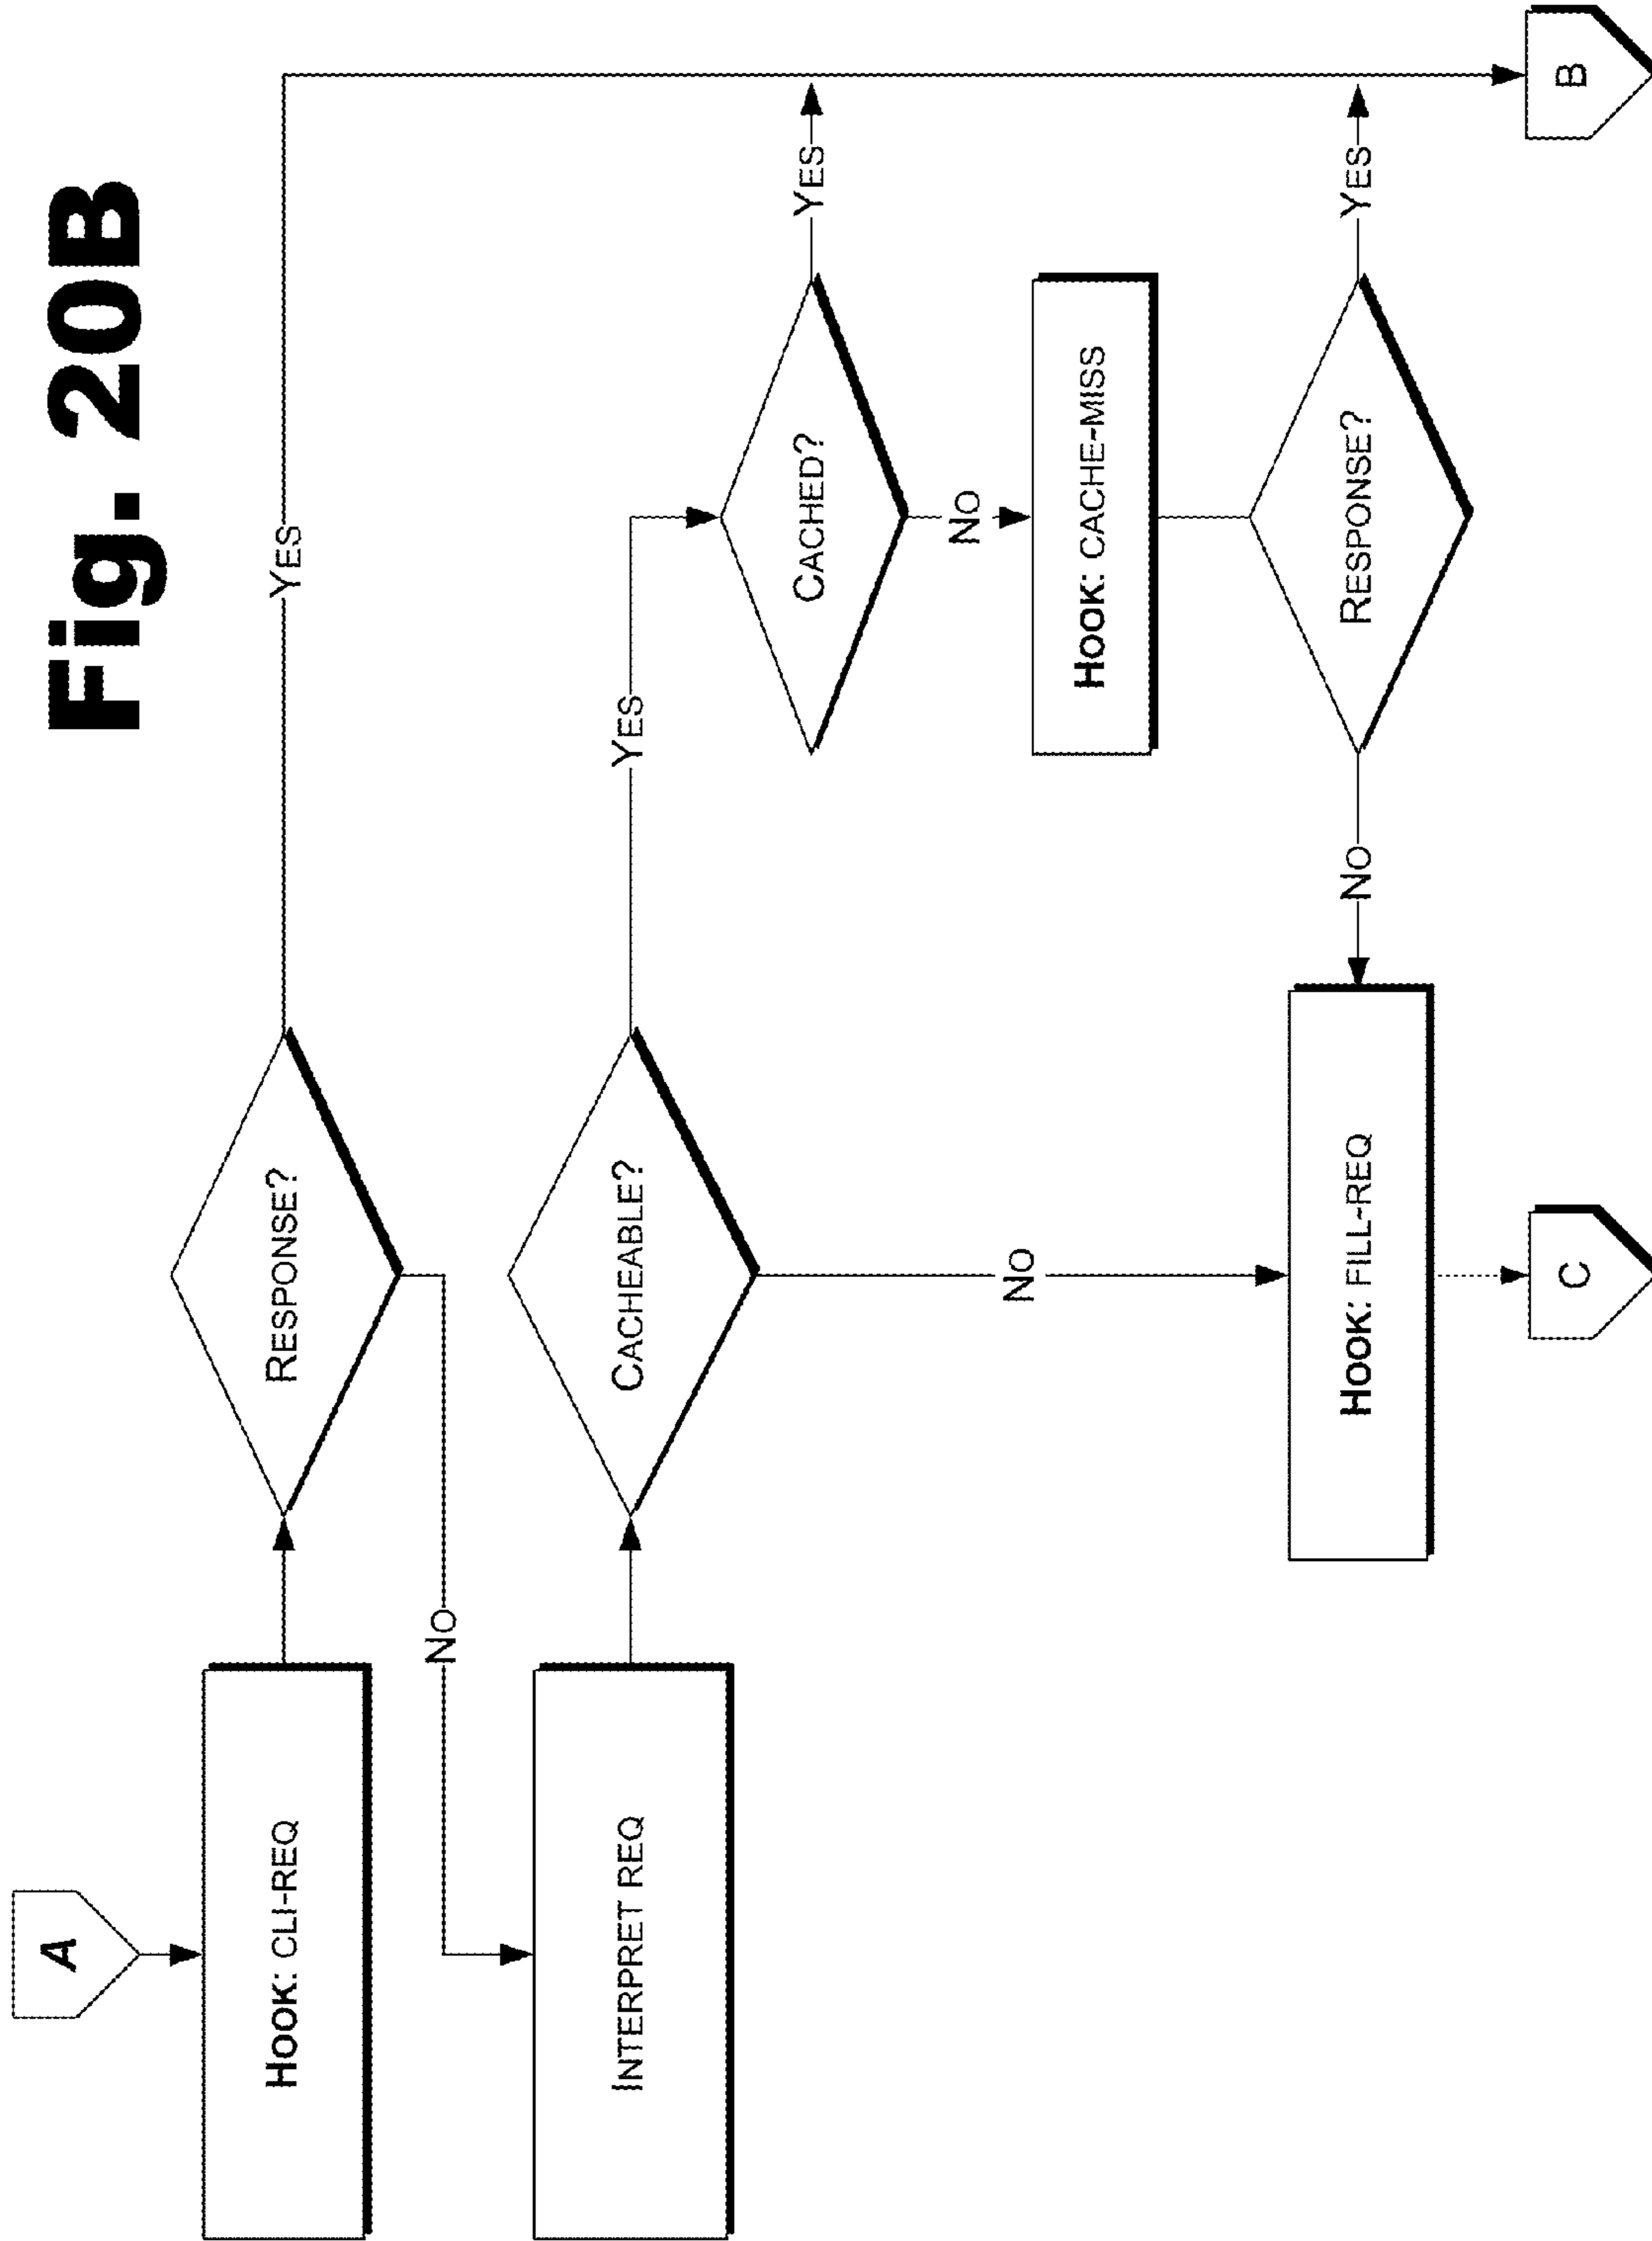 Fig. 20B
A
HOOK: CLI-REQ
RESPONSE?
YES
NO
INTERPRET REQ
CACHEABLE?
YES
CACHED?
YES
NO
HOOK: CACHE-MISS
NO
HOOK: FILL-REQ
NO
RESPONSE?
YES
C
B